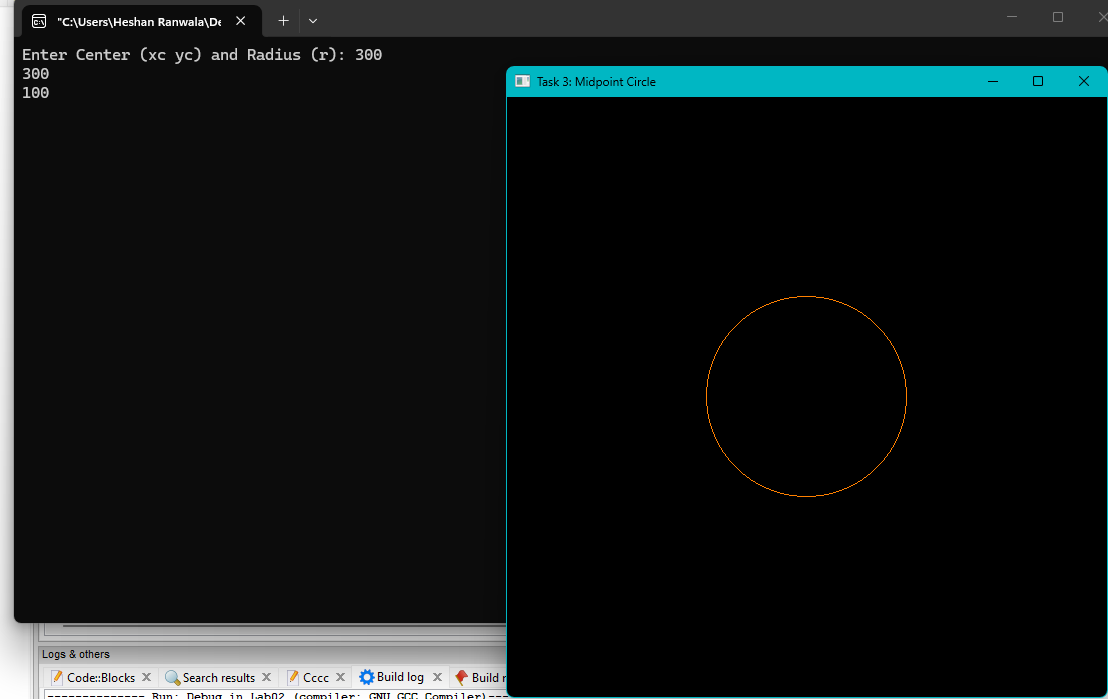 "C:\Users\Heshan Ranwala\De
Enter Center (xc yc) and Radius (r): 300
300
100
Task 3: Midpoint Circle
Logs & others
Code::Blocks
Search results
Cccc
Build log
Build r
-------------- Run: Debug in Lab02 (compiler: GNU GCC Compiler)---